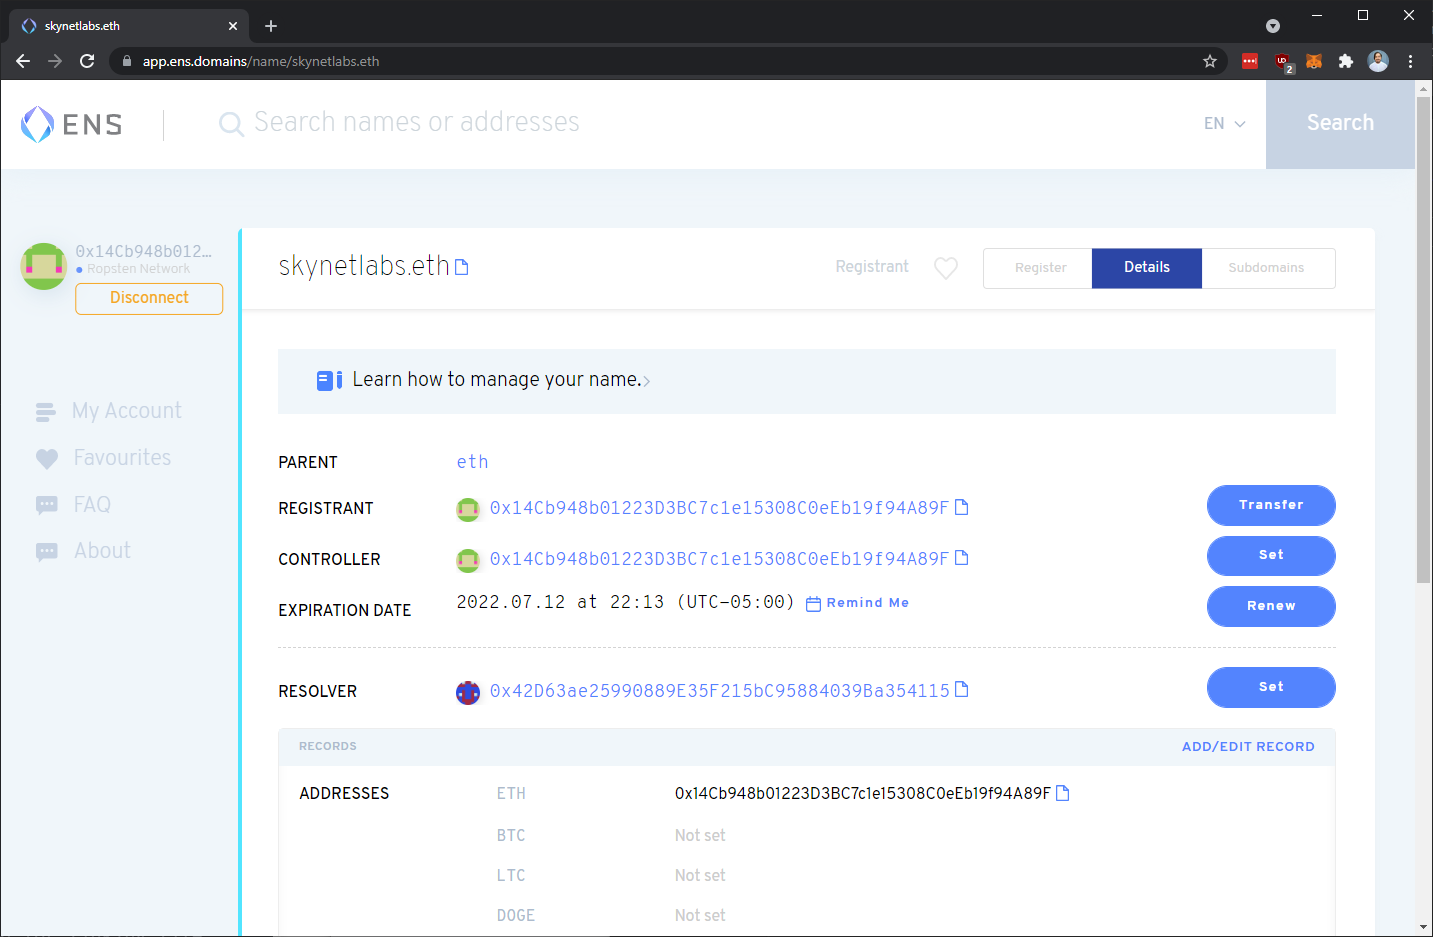 skynetlabs.eth
app.ens.domains/name/skynetlabs.eth
UD
2
ENS
Search names or addresses
EN
Search
0x14Cb948b012...
Ropsten Network
Disconnect
My Account
Favourites
FAQ
About
skynetlabs.eth
Registrant
Register
Details
Subdomains
Learn how to manage your name.
PARENT
eth
REGISTRANT
0x14Cb948b01223D3BC7c1e15308C0eEb19f94A89F
Transfer
CONTROLLER
0x14Cb948b01223D3BC7c1e15308C0eEb19f94A89F
Set
EXPIRATION DATE
2022.07.12 at 22:13 (UTC-05:00)
Remind Me
Renew
RESOLVER
0x42D63ae25990889E35F215bC95884039Ba354115
Set
RECORDS
ADD/EDIT RECORD
ADDRESSES
ETH
0x14Cb948b01223D3BC7c1e15308C0eEb19f94A89F
BTC
Not set
LTC
Not set
DOGE
Not set